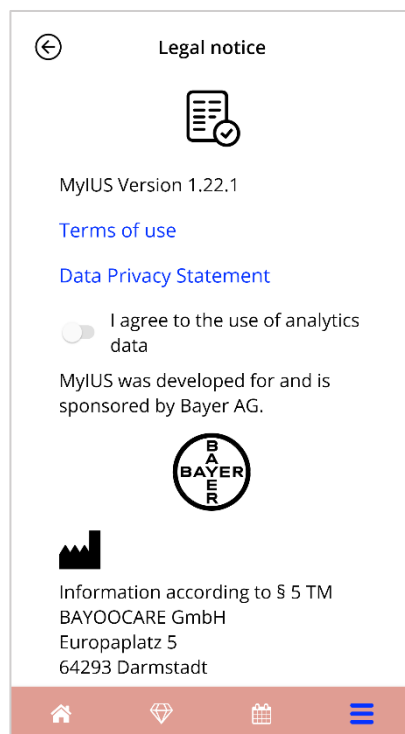 Legal notice
MyIUS Version 1.22.1
Terms of use
Data Privacy Statement
I agree to the use of analytics
data
MyIUS was developed for and is
sponsored by Bayer AG.
BAYER
BAYER
Information according to § 5 TM
BAYOOCARE GmbH
Europaplatz 5
64293 Darmstadt